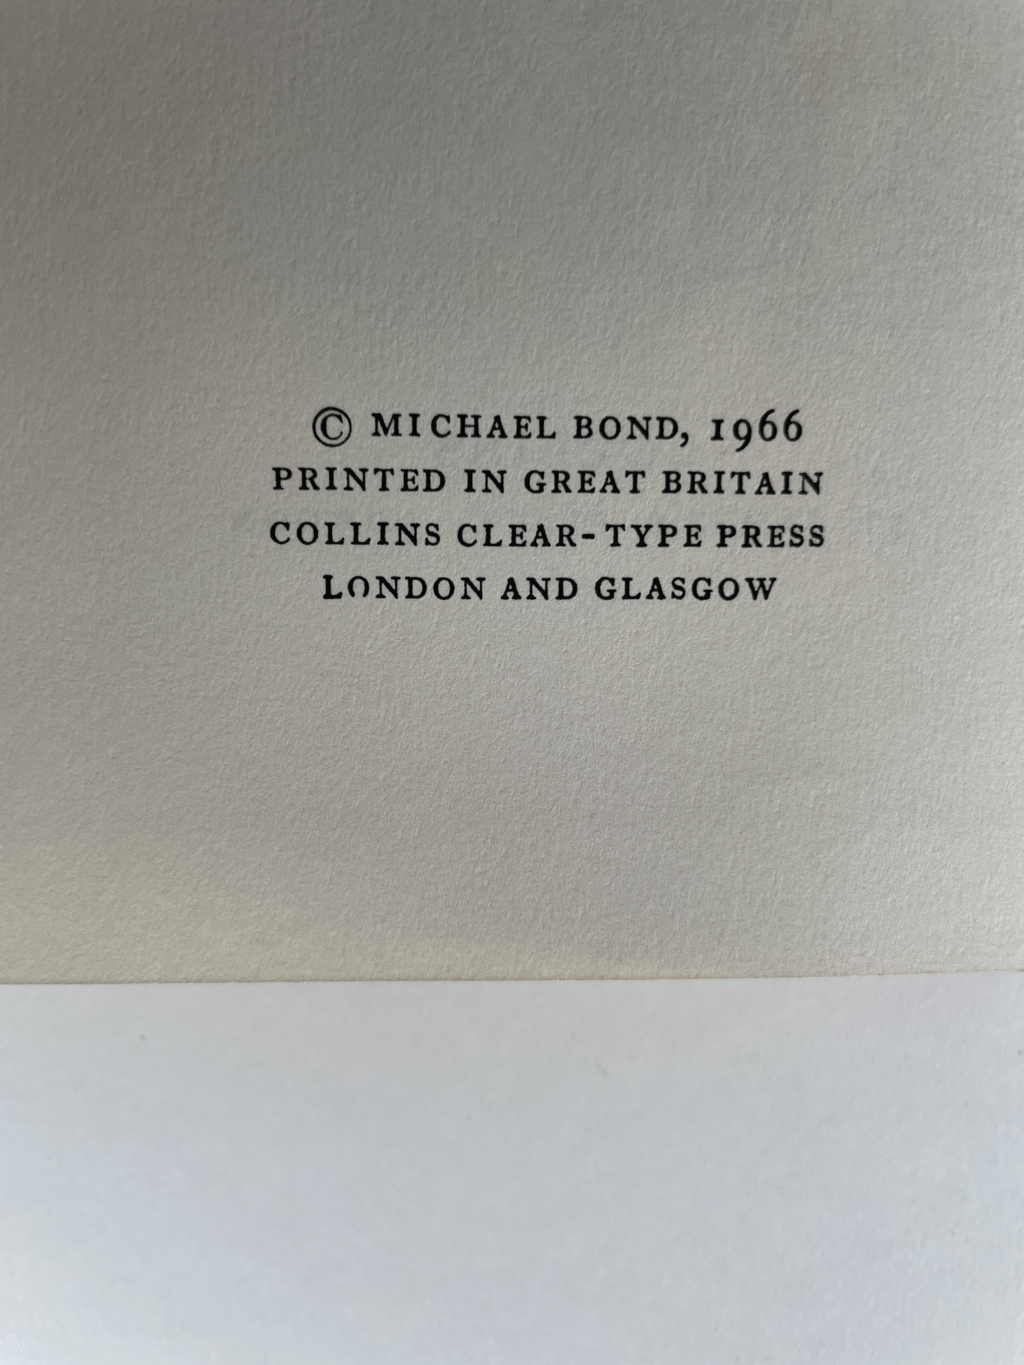 © MICHAEL BOND, 1966
PRINTED IN GREAT BRITAIN
COLLINS CLEAR-TYPE PRESS
LONDON AND GLASGOW